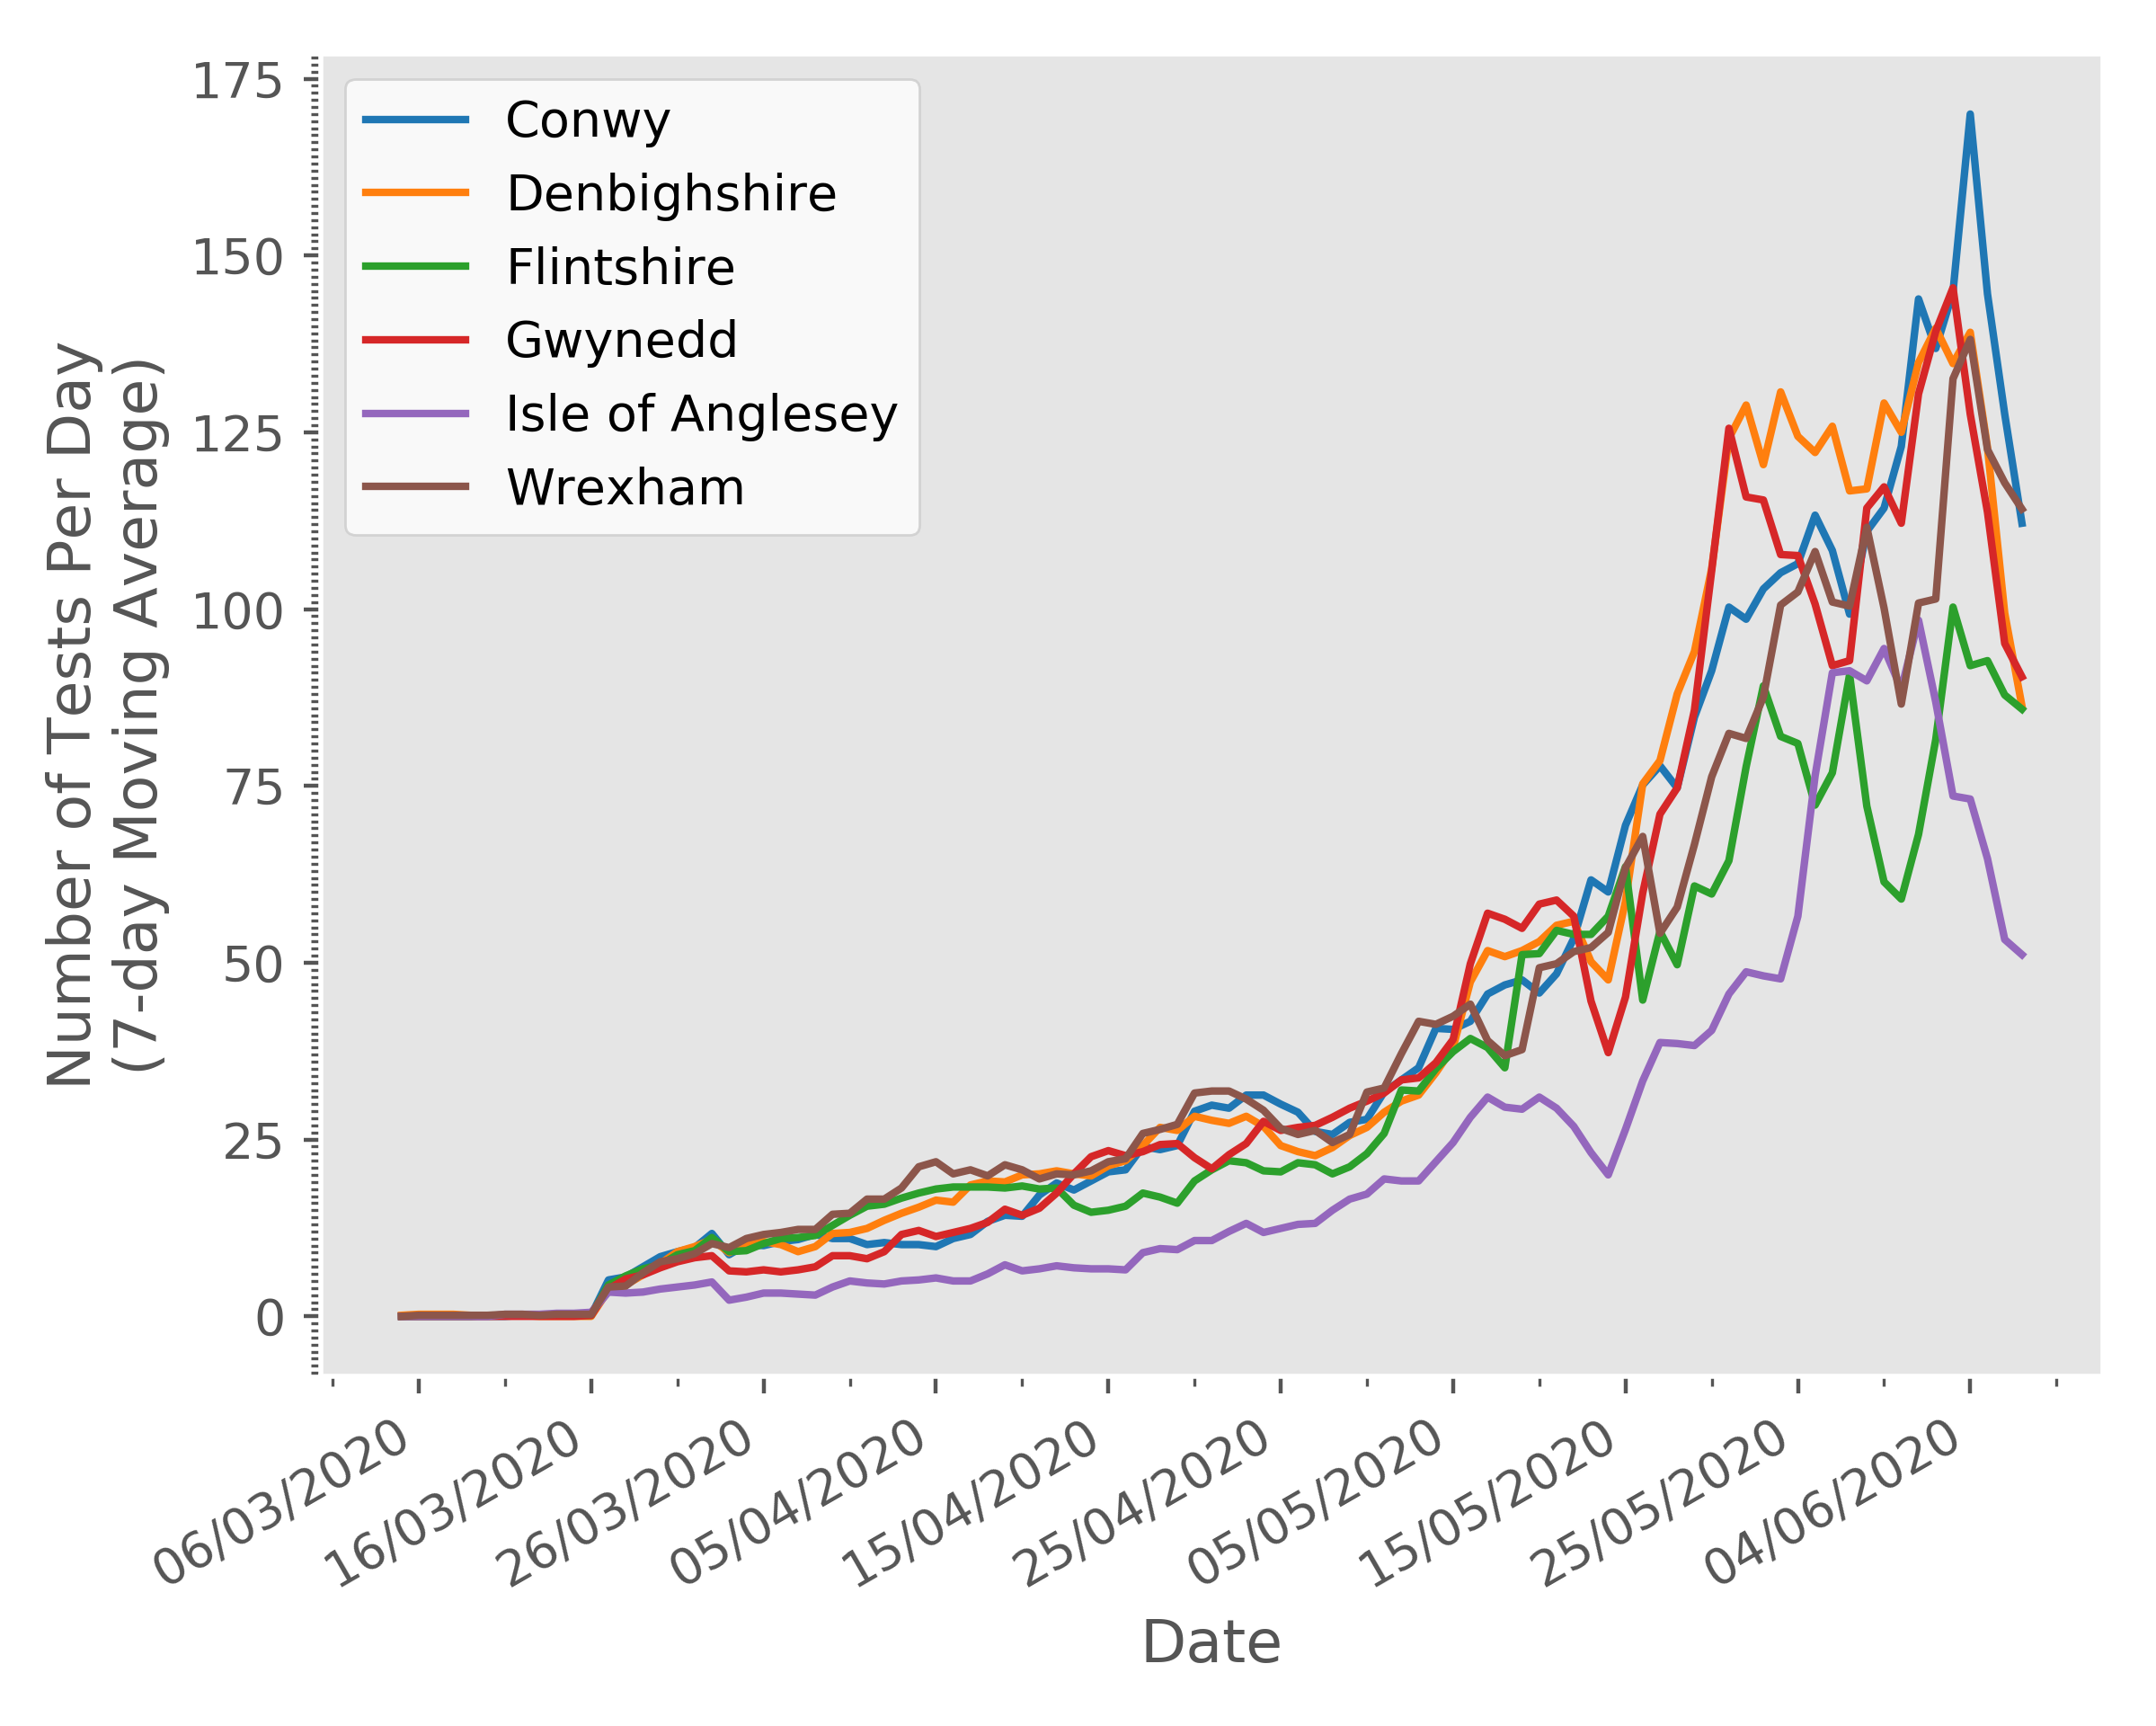 Number of Tests Per Day
(7-day Moving Average)
175
150
125
100
75
50
25
0
Conwy
Denbighshire
Flintshire
Gwynedd
Isle of Anglesey
Wrexham
06/03/2020
16/03/2020
26/03/2020
05/04/2020
15/04/2020
25/04/2020
05/05/2020
15/05/2020
25/05/2020
04/06/2020
Date